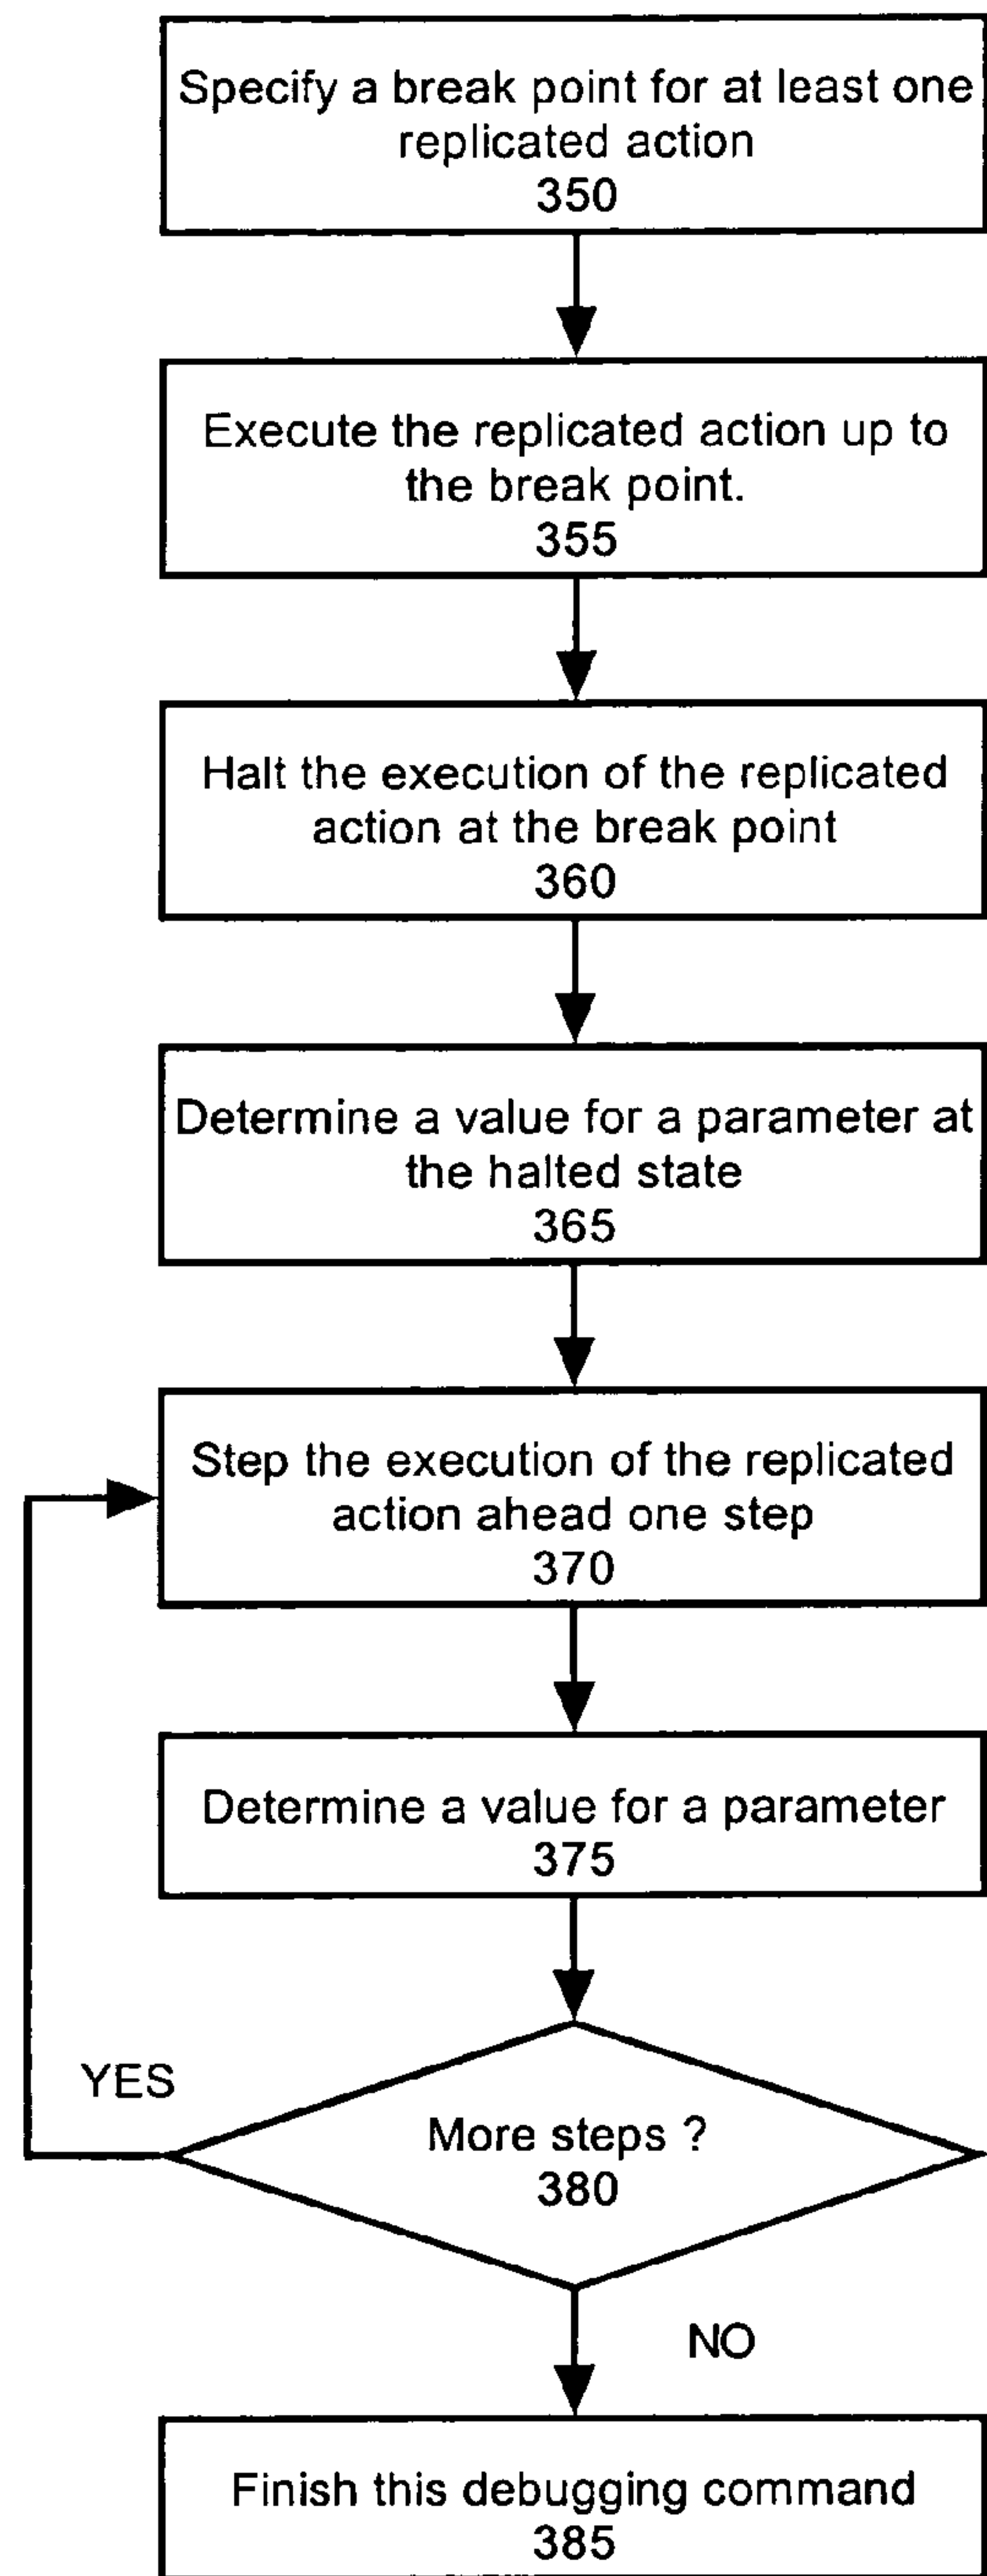 Specify a break point for at least one
replicated action
350
Execute the replicated action up to
the break point.
355
Halt the execution of the replicated
action at the break point
360
Determine a value for a parameter at
the halted state
365
Step the execution of the replicated
action ahead one step
370
Determine a value for a parameter
375
YES
More steps ?
380
NO
Finish this debugging command
385